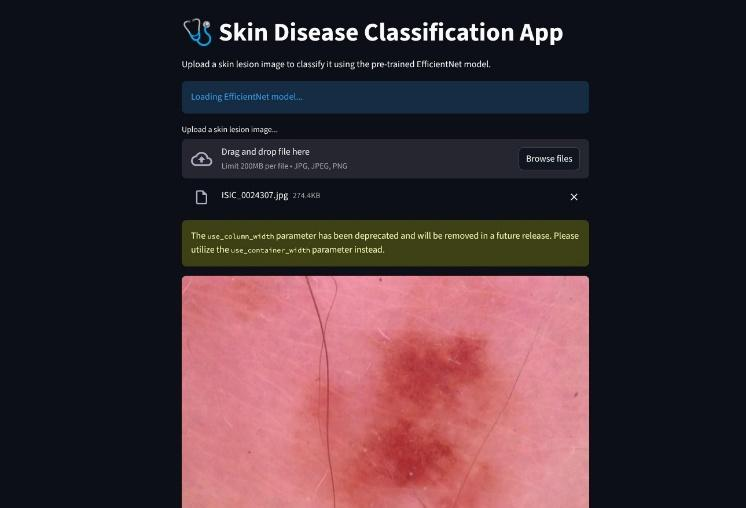 Skin Disease Classification App
Upload a skin lesion image to classify it using the pre-trained EfficientNet model.
Loading EfficientNet model...
Upload a skin lesion image...
Drag and drop file here
Limit 200MB per file • JPG, JPEG, PNG
Browse files
ISIC_0024307.jpg 274.4KB
The use_column_width parameter has been deprecated and will be removed in a future release. Please
utilize the use_container_width parameter instead.